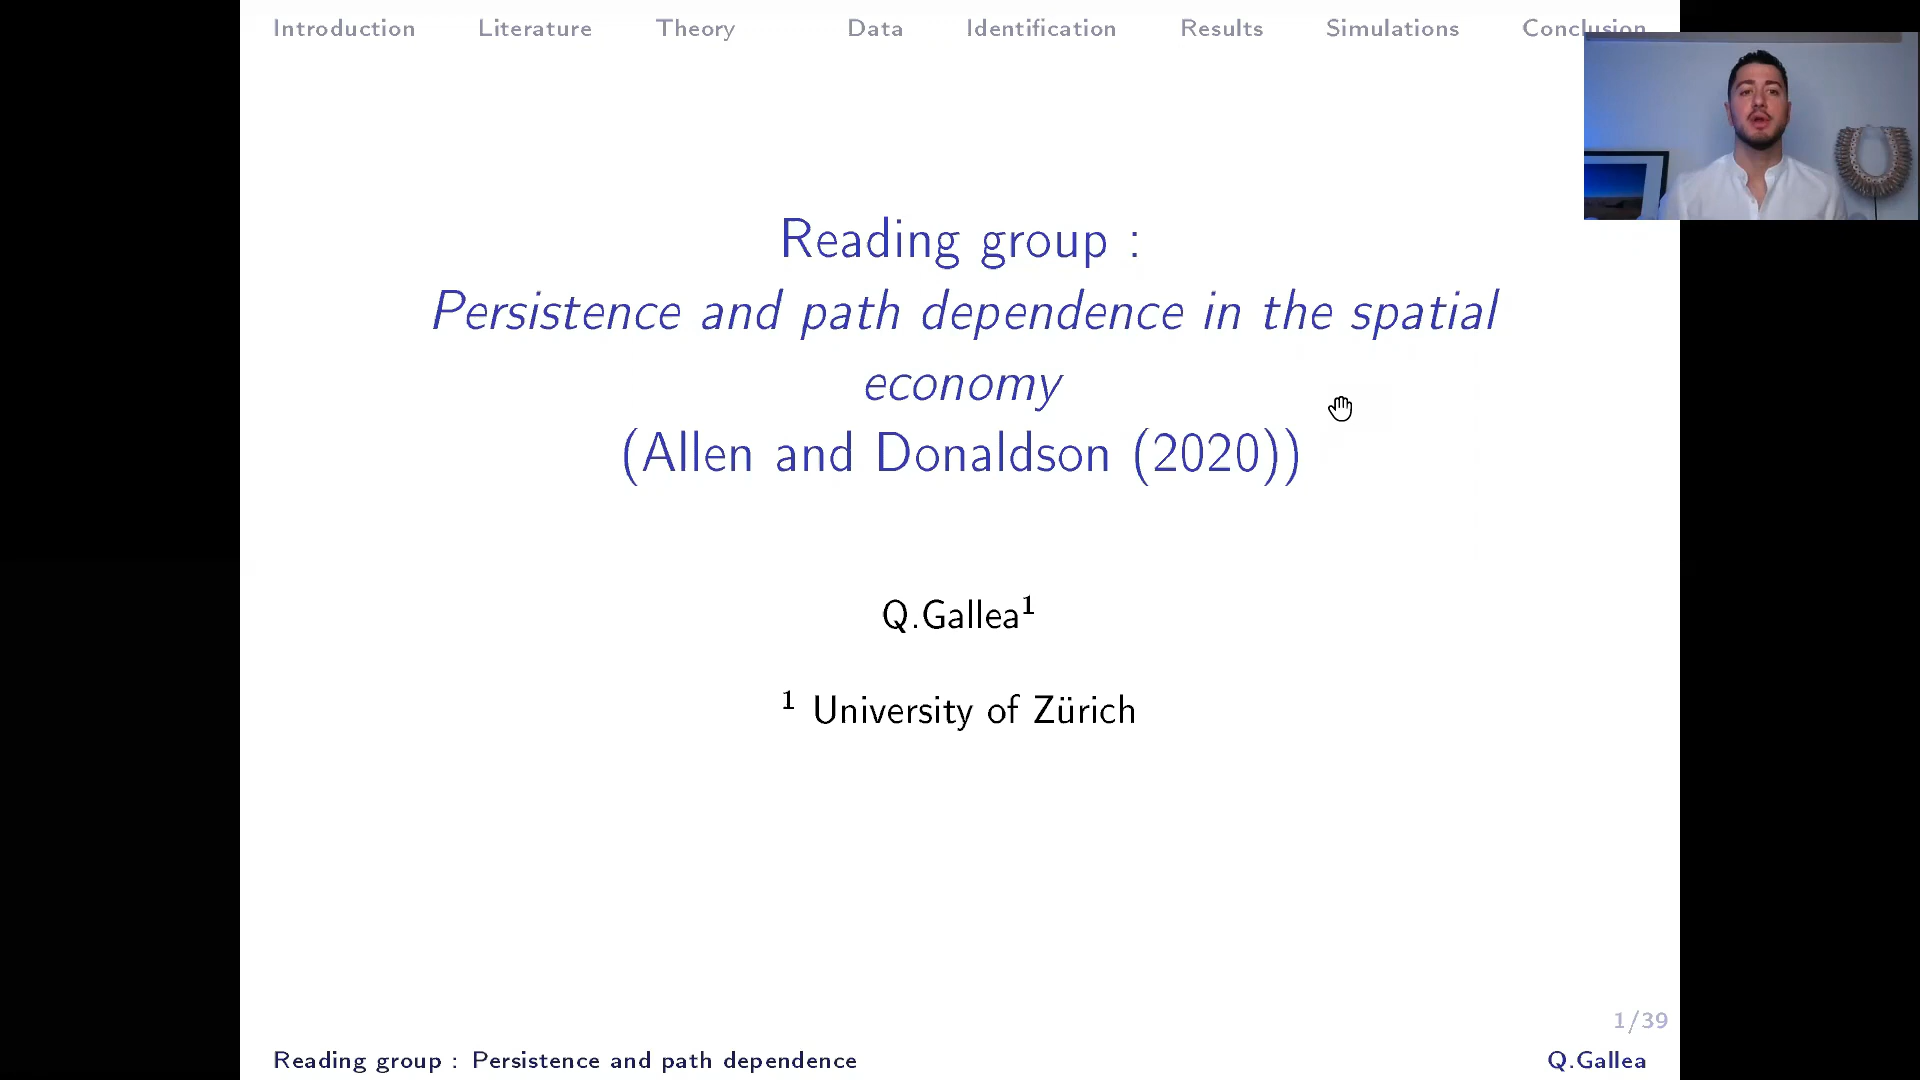 Introduction Literature Theory Data Identification Results Simulations Conclusion
Reading group :
Persistence and path dependence in the spatial
economy
(Allen and Donaldson (2020))
Q.Gallea¹
¹ University of Zürich
1/39
Reading group : Persistence and path dependence Q.Gallea